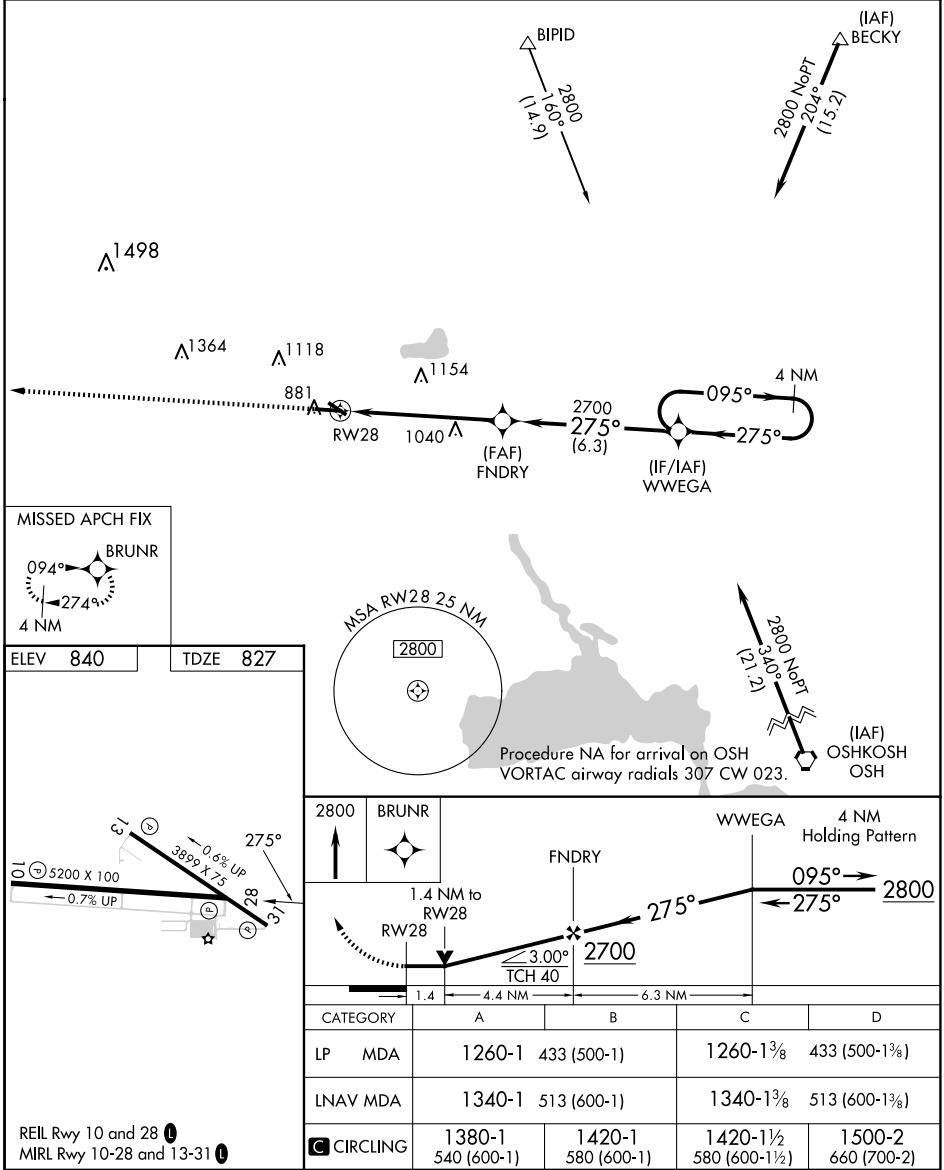 BIPID
2800
160°
(14.9)
(IAF)
BECKY
2800 NoPT
204°
(15.2)
1498
1364
1118
1154
881
RW28
1040
(FAF)
FNDRY
2700
275°
(6.3)
(IF/IAF)
WWEGA
095°
4 NM
275°
MISSED APCH FIX
BRUNR
094°
274°
4 NM
MSA RW28 25 NM
2800
2800 NoPT
340°
(21.2)
(IAF)
OSHKOSH
OSH
Procedure NA for arrival on OSH
VORTAC airway radials 307 CW 023.
ELEV 840
TDZE 827
13
P
0.6% UP
3899 X 75
275°
10
P
5200 X 100
0.7% UP
28
31
P
P
REIL Rwy 10 and 28 L
MIRL Rwy 10-28 and 13-31 L
2800
BRUNR
WWEGA
4 NM
Holding Pattern
FNDRY
095°
2800
275°
275°
1.4 NM to
RW28
RW28
2700
3.00°
TCH 40
1.4
4.4 NM
6.3 NM
CATEGORY A B C D
LP MDA 1260-1 433 (500-1) 1260-1⅜ 433 (500-1⅜)
LNAV MDA 1340-1 513 (600-1) 1340-1⅜ 513 (600-1⅜)
C CIRCLING 1380-1 1420-1 1420-1½ 1500-2
540 (600-1) 580 (600-1) 580 (600-1½) 660 (700-2)